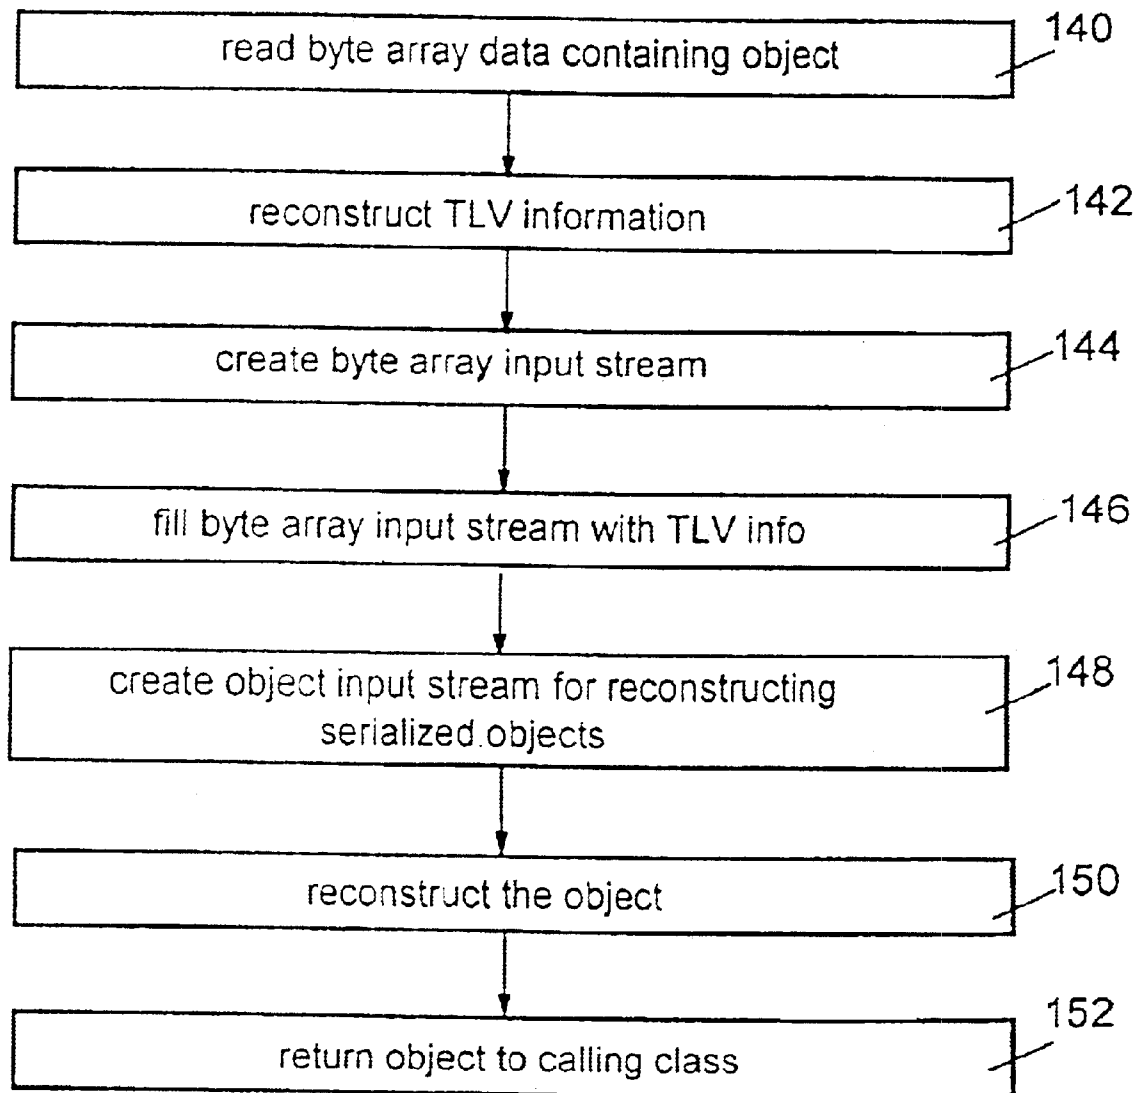 read byte array data containing object
140
reconstruct TLV information
142
create byte array input stream
144
fill byte array input stream with TLV info
146
create object input stream for reconstructing
serialized objects
148
reconstruct the object
150
return object to calling class
152